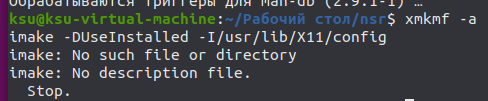 Обрабатываются триггеры для man-db (2.9.1-1) …
ksu@ksu-virtual-machine:~/Рабочий стол/nsr$ xmkmf -a
imake -DUseInstalled -I/usr/lib/X11/config
imake: No such file or directory
imake: No description file.
  Stop.